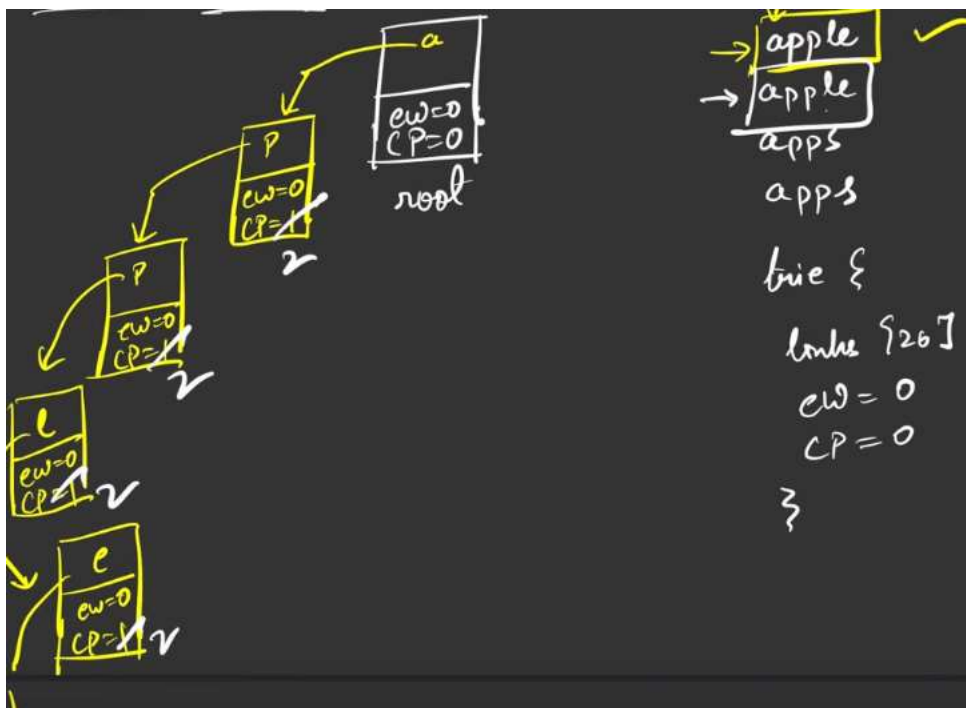 a
ew=0
CP=0
root
P
ew=0
CP=1
2
P
ew=0
CP=1
2
l
ew=0
CP=1
2
e
ew=0
CP=1
2
apple
apple
apps
apps
trie {
links [26]
ew = 0
CP = 0
}